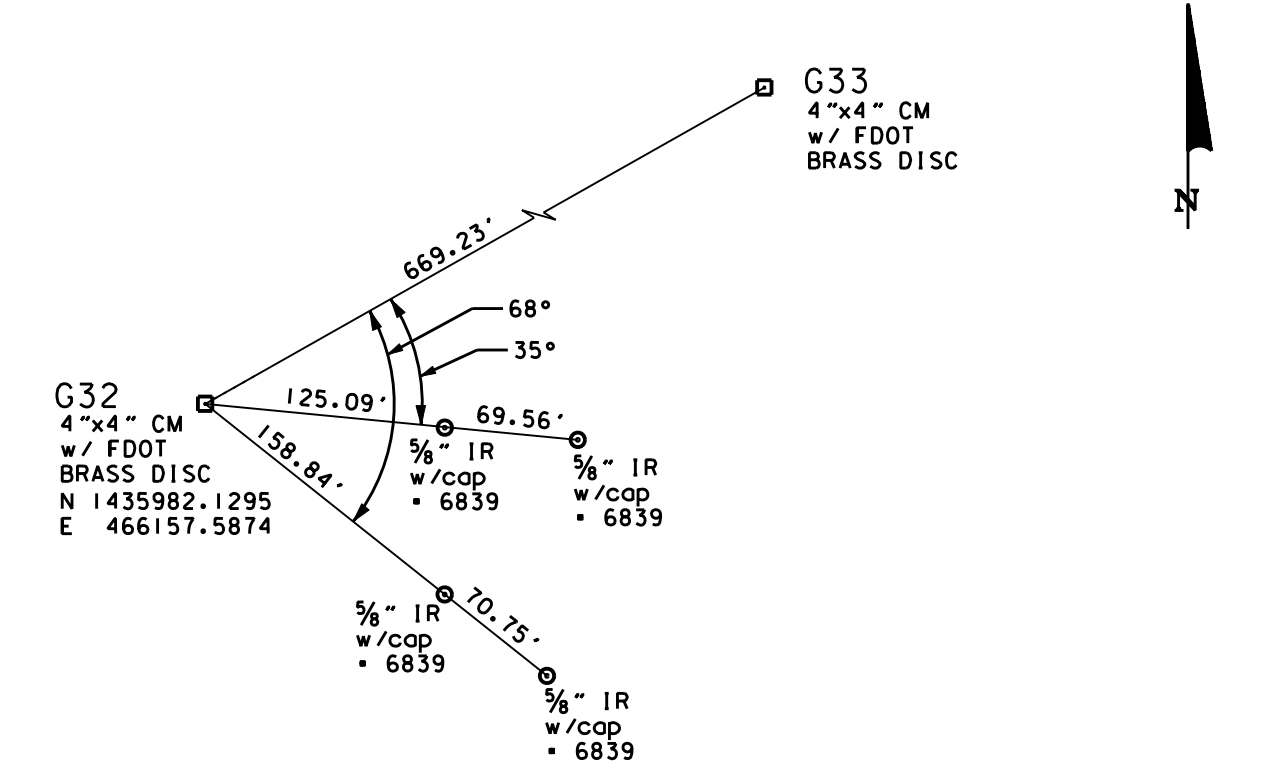 G33
4"x4" CM
w/ FDOT
BRASS DISC
N
669.23'
68°
35°
G32
4"x4" CM
w/ FDOT
BRASS DISC
N 1435982.1295
E 466157.5874
125.09'
69.56'
158.84'
5/8" IR
w/cap
▪ 6839
5/8" IR
w/cap
▪ 6839
5/8" IR
w/cap
▪ 6839
70.75'
5/8" IR
w/cap
▪ 6839